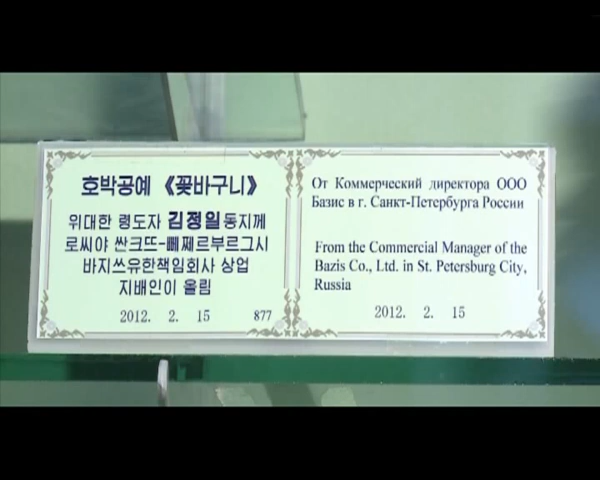 호박공예 《꽃바구니》
위대한 령도자 김정일동지께
로씨야 싼크뜨-뻬쩨르부르그시
바지쓰유한책임회사 상업
지배인이 올림
2012. 2. 15 877
От Коммерческий директора ООО
Базис в г. Санкт-Петербурга России
From the Commercial Manager of the
Bazis Co., Ltd. in St. Petersburg City,
Russia
2012. 2. 15